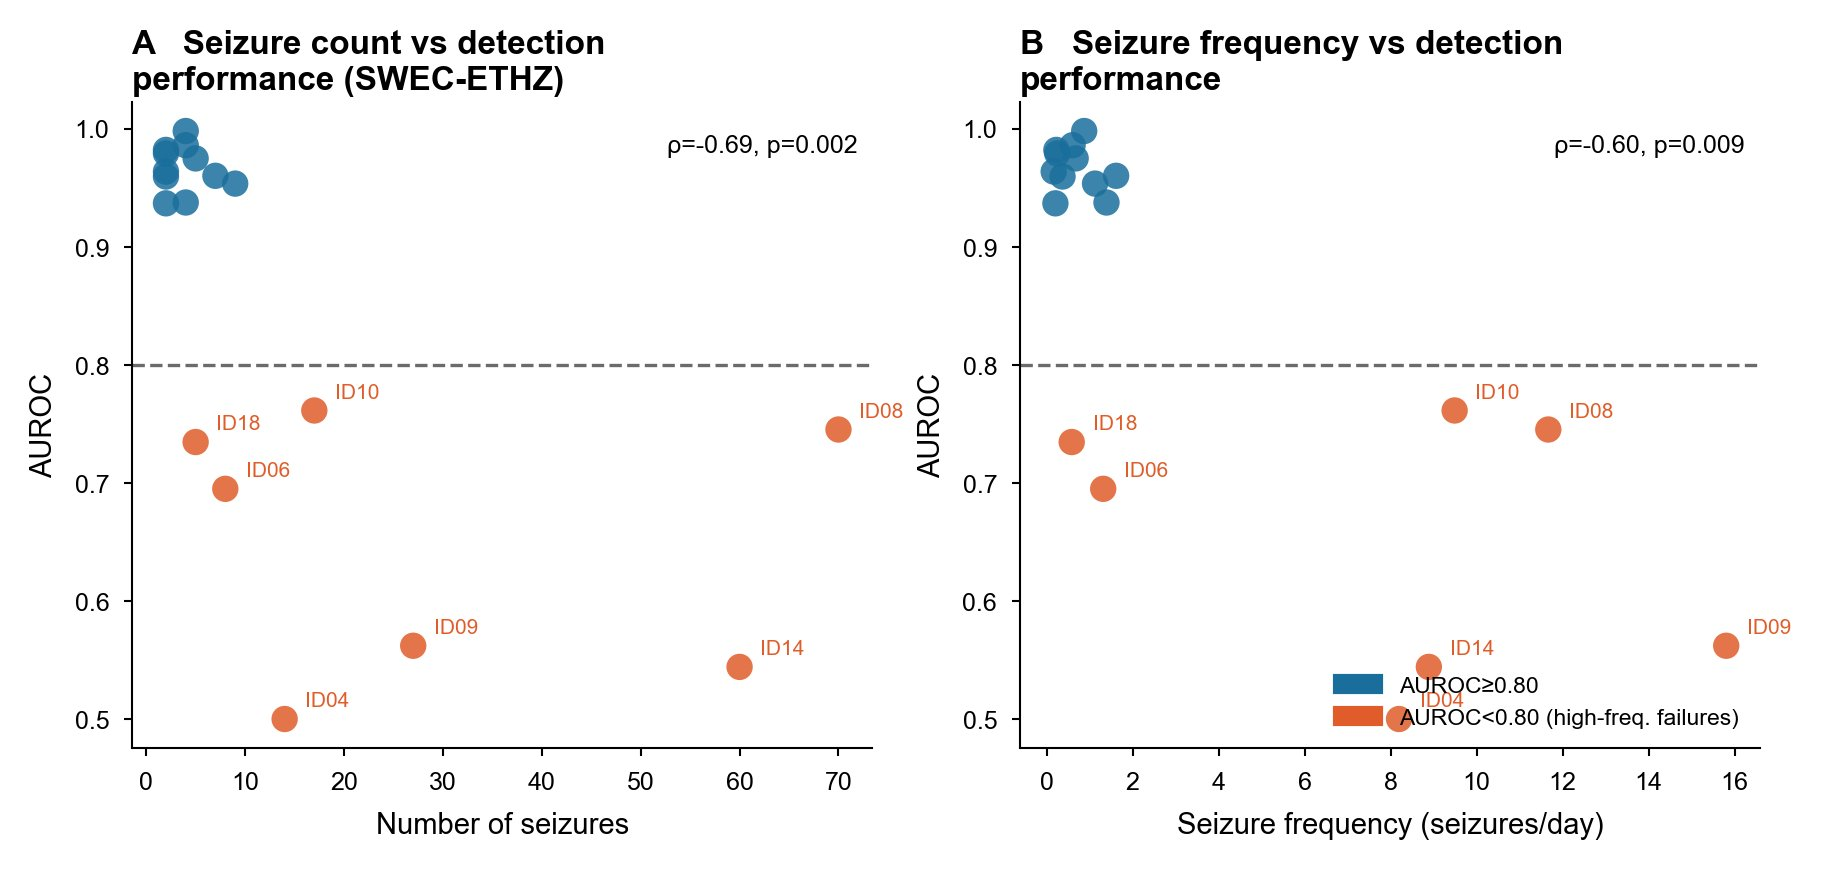 A Seizure count vs detection
performance (SWEC-ETHZ)
ρ=-0.69, p=0.002
AUROC
1.0
0.9
0.8
0.7
0.6
0.5
ID10
ID08
ID18
ID06
ID09
ID14
ID04
0 10 20 30 40 50 60 70
Number of seizures
B Seizure frequency vs detection
performance
ρ=-0.60, p=0.009
AUROC
1.0
0.9
0.8
0.7
0.6
0.5
ID10
ID08
ID18
ID06
ID09
ID14
AUROC≥0.80
ID04
AUROC<0.80 (high-freq. failures)
0 2 4 6 8 10 12 14 16
Seizure frequency (seizures/day)